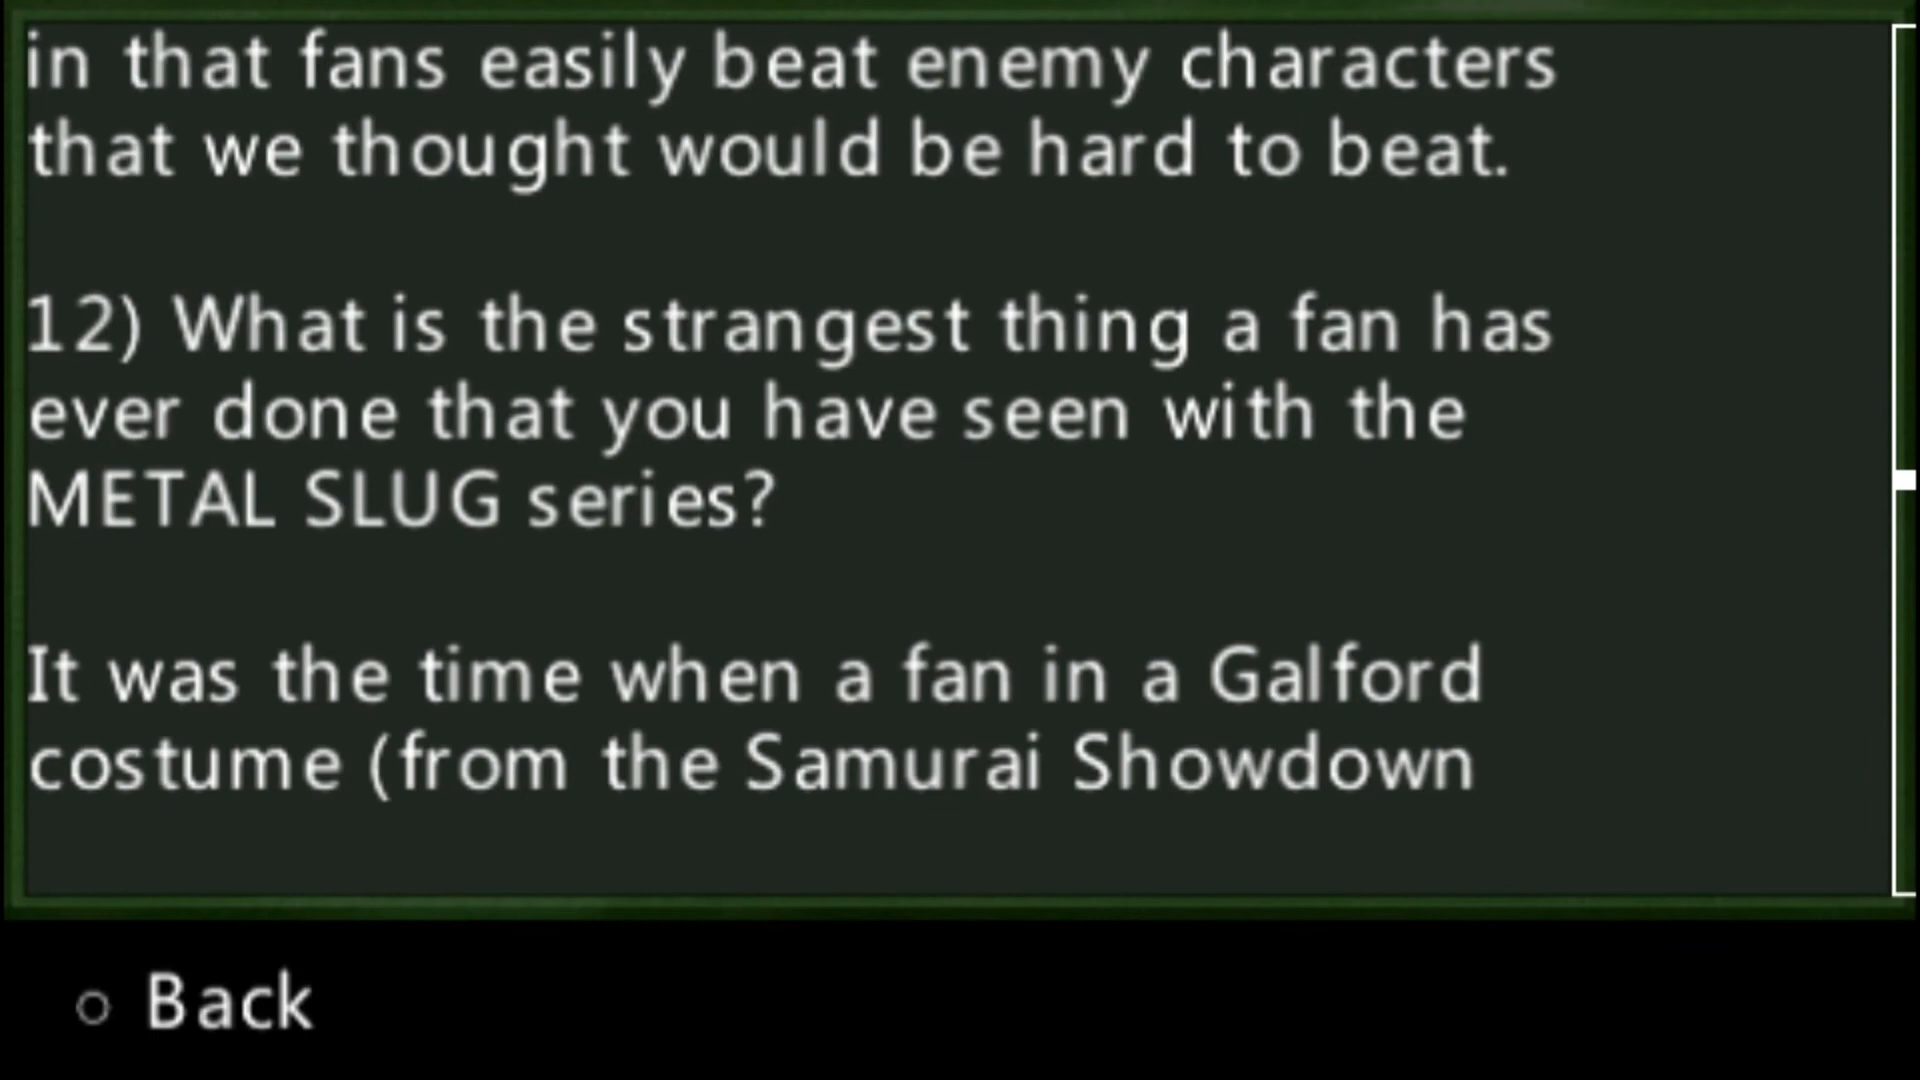 in that fans easily beat enemy characters
that we thought would be hard to beat.
12) What is the strangest thing a fan has
ever done that you have seen with the
METAL SLUG series?
It was the time when a fan in a Galford
costume (from the Samurai Showdown
Back